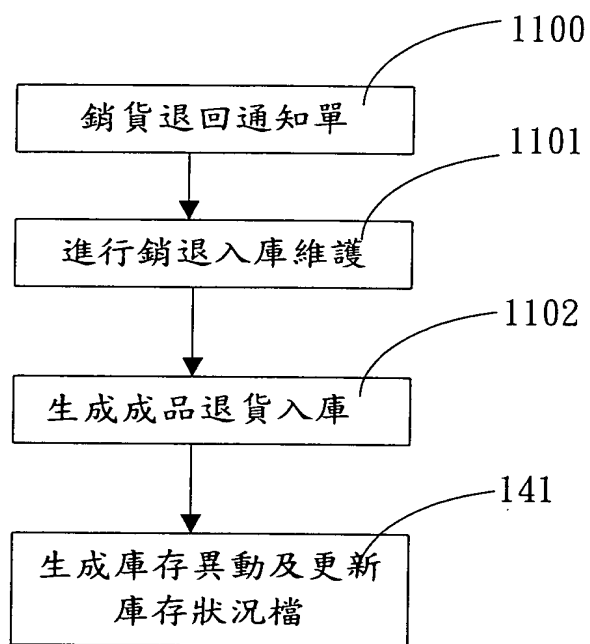 1100
銷貨退回通知單
1101
進行銷退入庫維護
1102
生成成品退貨入庫
141
生成庫存異動及更新
庫存狀況檔